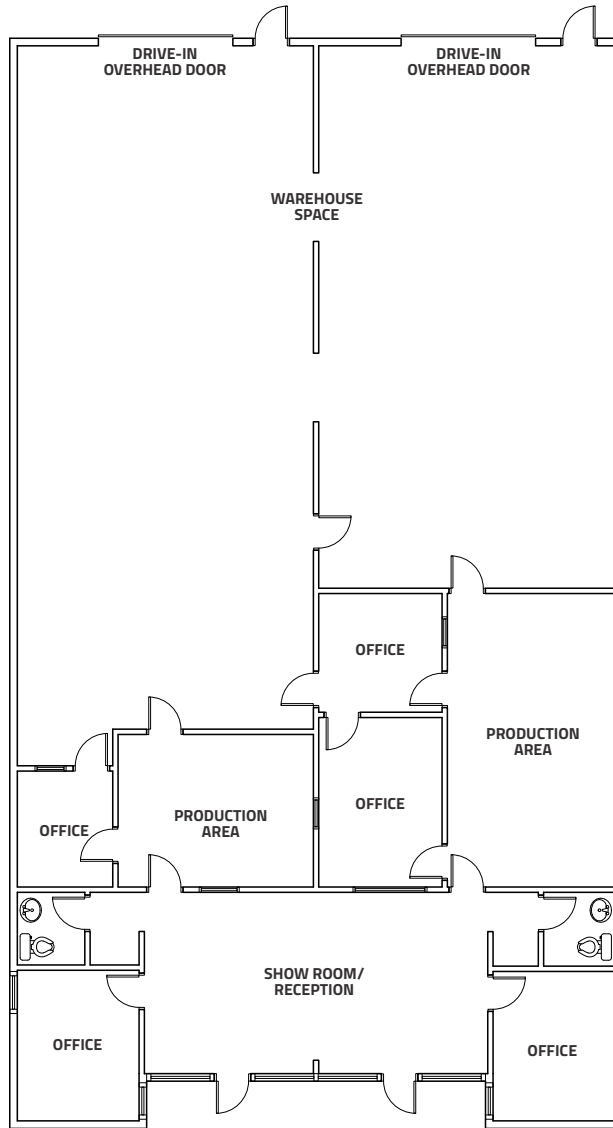 DRIVE-IN
OVERHEAD DOOR
DRIVE-IN
OVERHEAD DOOR
WAREHOUSE
SPACE
OFFICE
PRODUCTION
AREA
OFFICE
PRODUCTION
AREA
OFFICE
SHOW ROOM/
RECEPTION
OFFICE
OFFICE